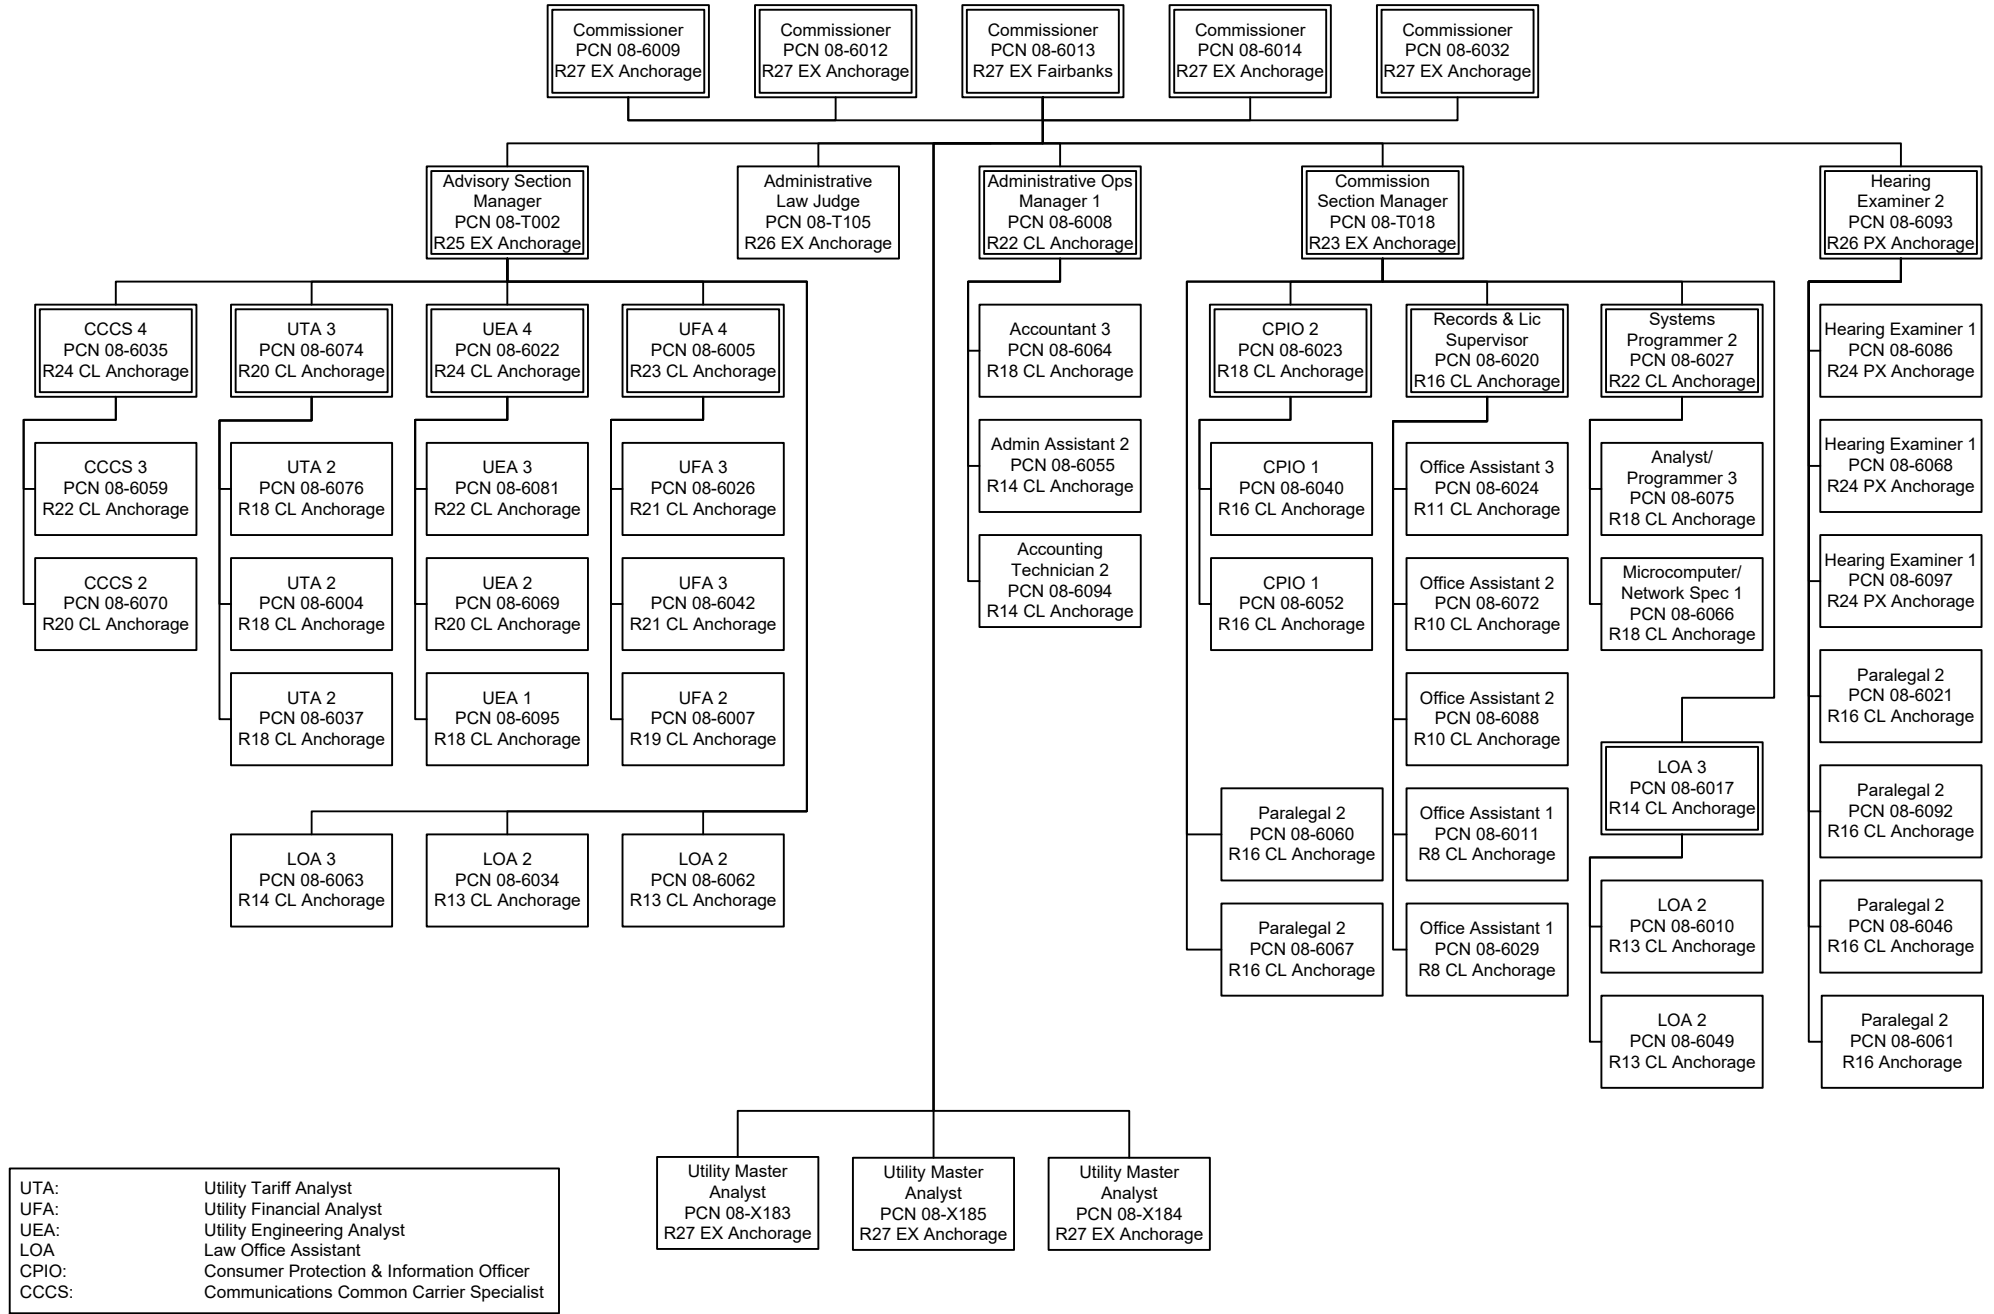 Commissioner
PCN 08-6009
R27 EX Anchorage
Commissioner
PCN 08-6012
R27 EX Anchorage
Commissioner
PCN 08-6013
R27 EX Fairbanks
Commissioner
PCN 08-6014
R27 EX Anchorage
Commissioner
PCN 08-6032
R27 EX Anchorage
Advisory Section
Manager
PCN 08-T002
R25 EX Anchorage
Administrative
Law Judge
PCN 08-T105
R26 EX Anchorage
Administrative Ops
Manager 1
PCN 08-6008
R22 CL Anchorage
Commission
Section Manager
PCN 08-T018
R23 EX Anchorage
Hearing
Examiner 2
PCN 08-6093
R26 PX Anchorage
CCCS 4
PCN 08-6035
R24 CL Anchorage
UTA 3
PCN 08-6074
R20 CL Anchorage
UEA 4
PCN 08-6022
R24 CL Anchorage
UFA 4
PCN 08-6005
R23 CL Anchorage
Accountant 3
PCN 08-6064
R18 CL Anchorage
CPIO 2
PCN 08-6023
R18 CL Anchorage
Records & Lic
Supervisor
PCN 08-6020
R16 CL Anchorage
Systems
Programmer 2
PCN 08-6027
R22 CL Anchorage
Hearing Examiner 1
PCN 08-6086
R24 PX Anchorage
CCCS 3
PCN 08-6059
R22 CL Anchorage
UTA 2
PCN 08-6076
R18 CL Anchorage
UEA 3
PCN 08-6081
R22 CL Anchorage
UFA 3
PCN 08-6026
R21 CL Anchorage
Admin Assistant 2
PCN 08-6055
R14 CL Anchorage
CPIO 1
PCN 08-6040
R16 CL Anchorage
Office Assistant 3
PCN 08-6024
R11 CL Anchorage
Analyst/
Programmer 3
PCN 08-6075
R18 CL Anchorage
Hearing Examiner 1
PCN 08-6068
R24 PX Anchorage
CCCS 2
PCN 08-6070
R20 CL Anchorage
UTA 2
PCN 08-6004
R18 CL Anchorage
UEA 2
PCN 08-6069
R20 CL Anchorage
UFA 3
PCN 08-6042
R21 CL Anchorage
Accounting
Technician 2
PCN 08-6094
R14 CL Anchorage
CPIO 1
PCN 08-6052
R16 CL Anchorage
Office Assistant 2
PCN 08-6072
R10 CL Anchorage
Microcomputer/
Network Spec 1
PCN 08-6066
R18 CL Anchorage
Hearing Examiner 1
PCN 08-6097
R24 PX Anchorage
UTA 2
PCN 08-6037
R18 CL Anchorage
UEA 1
PCN 08-6095
R18 CL Anchorage
UFA 2
PCN 08-6007
R19 CL Anchorage
Office Assistant 2
PCN 08-6088
R10 CL Anchorage
Paralegal 2
PCN 08-6021
R16 CL Anchorage
LOA 3
PCN 08-6063
R14 CL Anchorage
LOA 2
PCN 08-6034
R13 CL Anchorage
LOA 2
PCN 08-6062
R13 CL Anchorage
Paralegal 2
PCN 08-6060
R16 CL Anchorage
Office Assistant 1
PCN 08-6011
R8 CL Anchorage
LOA 3
PCN 08-6017
R14 CL Anchorage
Paralegal 2
PCN 08-6092
R16 CL Anchorage
Paralegal 2
PCN 08-6067
R16 CL Anchorage
Office Assistant 1
PCN 08-6029
R8 CL Anchorage
LOA 2
PCN 08-6010
R13 CL Anchorage
Paralegal 2
PCN 08-6046
R16 CL Anchorage
LOA 2
PCN 08-6049
R13 CL Anchorage
Paralegal 2
PCN 08-6061
R16 Anchorage
Utility Master
Analyst
PCN 08-X183
R27 EX Anchorage
Utility Master
Analyst
PCN 08-X185
R27 EX Anchorage
Utility Master
Analyst
PCN 08-X184
R27 EX Anchorage
UTA: Utility Tariff Analyst
UFA: Utility Financial Analyst
UEA: Utility Engineering Analyst
LOA Law Office Assistant
CPIO: Consumer Protection & Information Officer
CCCS: Communications Common Carrier Specialist